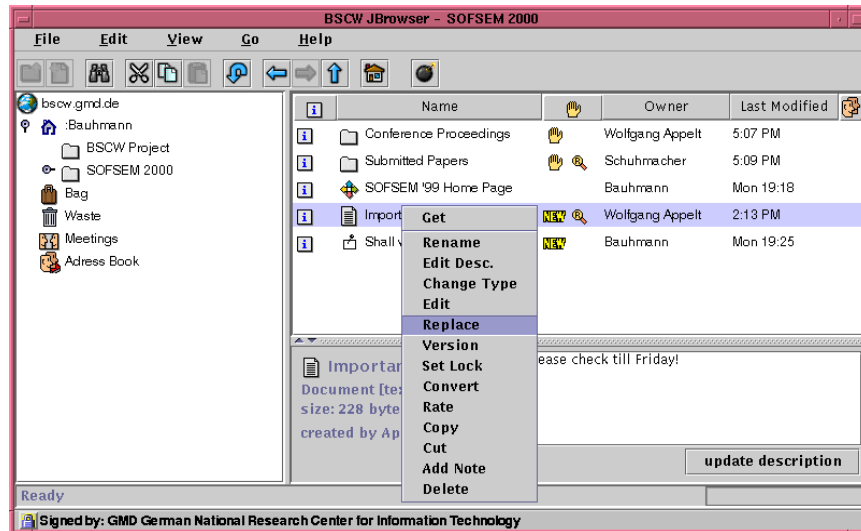 BSCW JBrowser - SOFSEM 2000
File Edit View Go Help
bscw.gmd.de
:Bauhmann
BSCW Project
SOFSEM 2000
Bag
Waste
Meetings
Adress Book
i Name Owner Last Modified
i Conference Proceedings Wolfgang Appelt 5:07 PM
i Submitted Papers Schuhmacher 5:09 PM
i SOFSEM '99 Home Page Bauhmann Mon 19:18
i Import NEW Wolfgang Appelt 2:13 PM
i Shall NEW Bauhmann Mon 19:25
Get
Rename
Edit Desc.
Change Type
Edit
Replace
Version
Set Lock
Convert
Rate
Copy
Cut
Add Note
Delete
Importan ease check till Friday!
Document [te
size: 228 byte
created by Ap
update description
Ready
Signed by: GMD German National Research Center for Information Technology